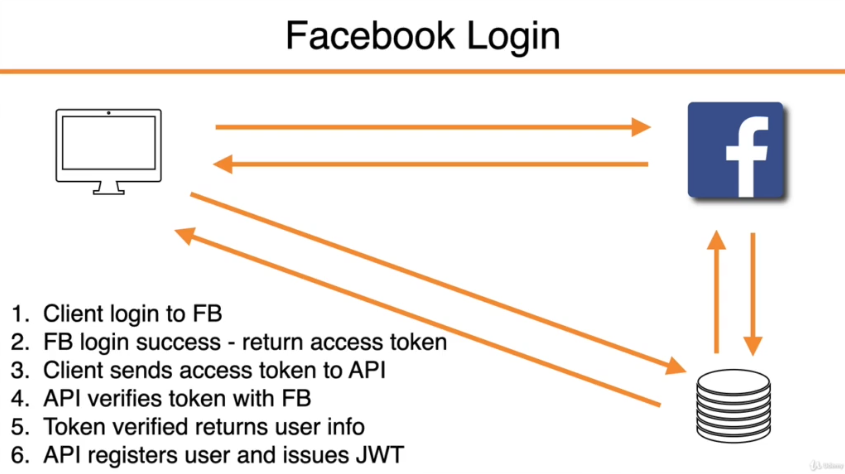 Facebook Login
f
1. Client login to FB
2. FB login success - return access token
3. Client sends access token to API
4. API verifies token with FB
5. Token verified returns user info
6. API registers user and issues JWT
Udemy